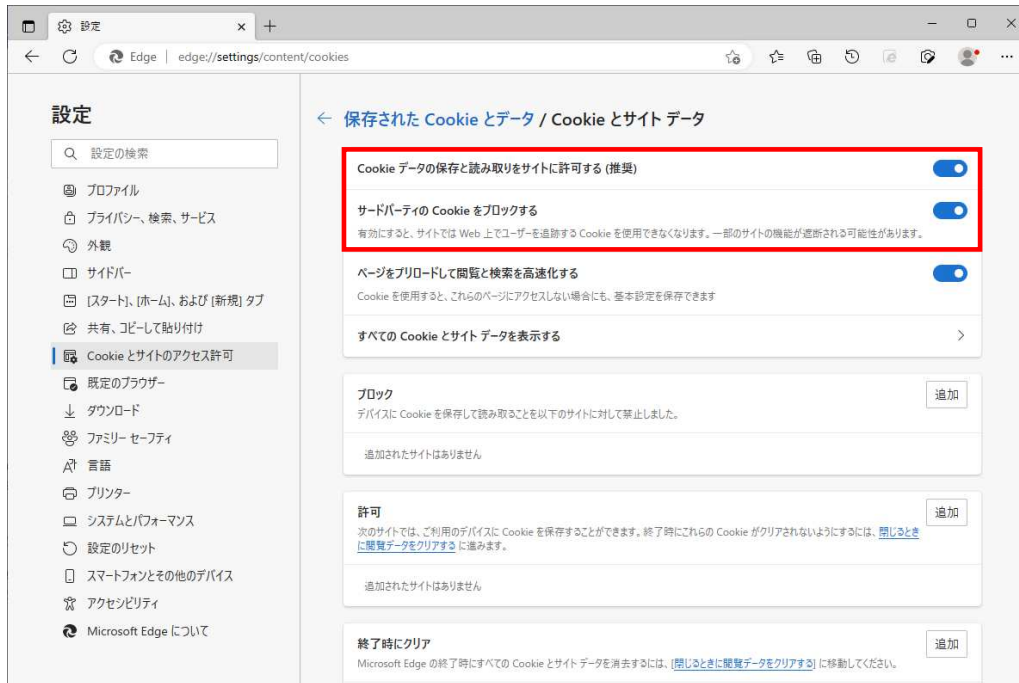 設定
Edge | edge://settings/content/cookies
設定
設定の検索
プロファイル
プライバシー、検索、サービス
外観
サイドバー
[スタート]、[ホーム]、および [新規] タブ
共有、コピーして貼り付け
Cookie とサイトのアクセス許可
既定のブラウザー
ダウンロード
ファミリー セーフティ
言語
プリンター
システムとパフォーマンス
設定のリセット
スマートフォンとその他のデバイス
アクセシビリティ
Microsoft Edge について
保存された Cookie とデータ / Cookie とサイト データ
Cookie データの保存と読み取りをサイトに許可する (推奨)
サードパーティの Cookie をブロックする
有効にすると、サイトでは Web 上でユーザーを追跡する Cookie を使用できなくなります。一部のサイトの機能が遮断される可能性があります。
ページをプリロードして閲覧と検索を高速化する
Cookie を使用すると、これらのページにアクセスしない場合にも、基本設定を保存できます
すべての Cookie とサイト データを表示する
ブロック
追加
デバイスに Cookie を保存して読み取ることを以下のサイトに対して禁止しました。
追加されたサイトはありません
許可
追加
次のサイトでは、ご利用のデバイスに Cookie を保存することができます。終了時にこれらの Cookie がクリアされないようにするには、閉じるとき
に閲覧データをクリアする に進みます。
追加されたサイトはありません
終了時にクリア
追加
Microsoft Edge の終了時にすべての Cookie とサイト データを消去するには、[閉じるときに閲覧データをクリアする] に移動してください。